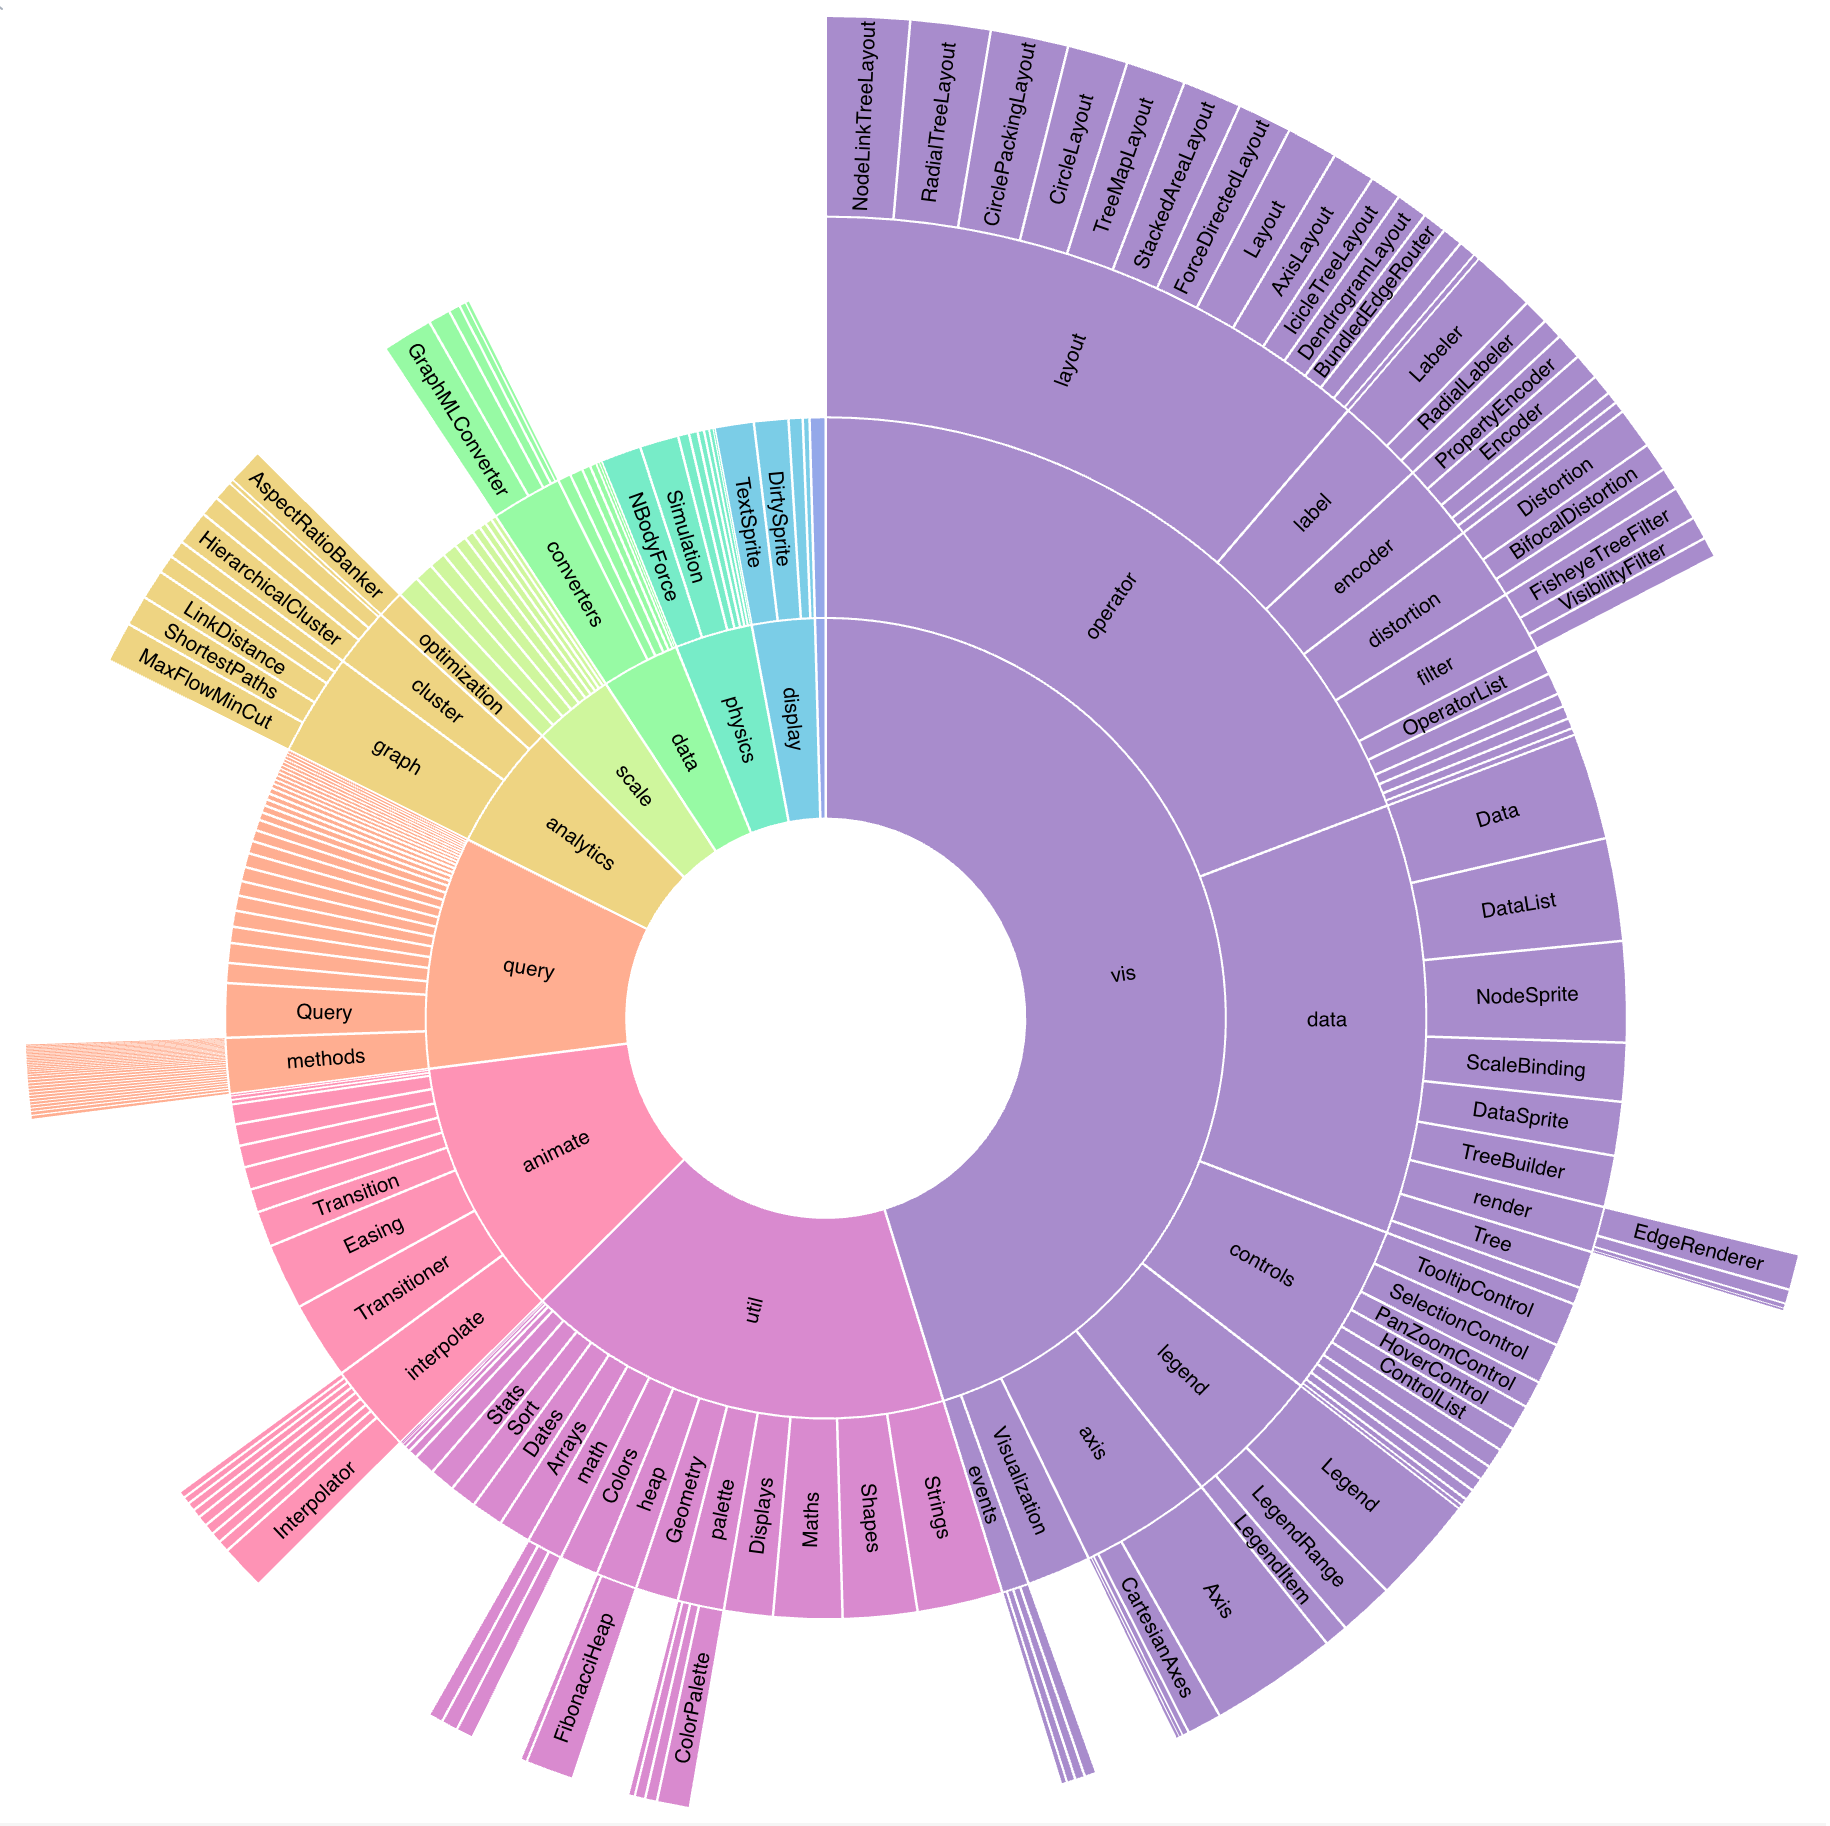 vis
operator
layout
NodeLinkTreeLayout
RadialTreeLayout
CirclePackingLayout
CircleLayout
TreeMapLayout
StackedAreaLayout
ForceDirectedLayout
Layout
AxisLayout
IcicleTreeLayout
DendrogramLayout
BundledEdgeRouter
label
Labeler
RadialLabeler
encoder
PropertyEncoder
Encoder
distortion
Distortion
BifocalDistortion
filter
FisheyeTreeFilter
VisibilityFilter
OperatorList
data
Data
DataList
NodeSprite
ScaleBinding
DataSprite
TreeBuilder
render
EdgeRenderer
Tree
controls
TooltipControl
SelectionControl
PanZoomControl
HoverControl
ControlList
legend
Legend
LegendRange
LegendItem
axis
Axis
CartesianAxes
Visualization
events
util
Strings
Shapes
Maths
Displays
palette
ColorPalette
Geometry
heap
FibonacciHeap
Colors
math
Arrays
Dates
Sort
Stats
animate
interpolate
Interpolator
Transitioner
Easing
Transition
query
methods
Query
analytics
graph
MaxFlowMinCut
ShortestPaths
LinkDistance
cluster
HierarchicalCluster
optimization
AspectRatioBanker
scale
data
converters
GraphMLConverter
physics
NBodyForce
Simulation
display
TextSprite
DirtySprite